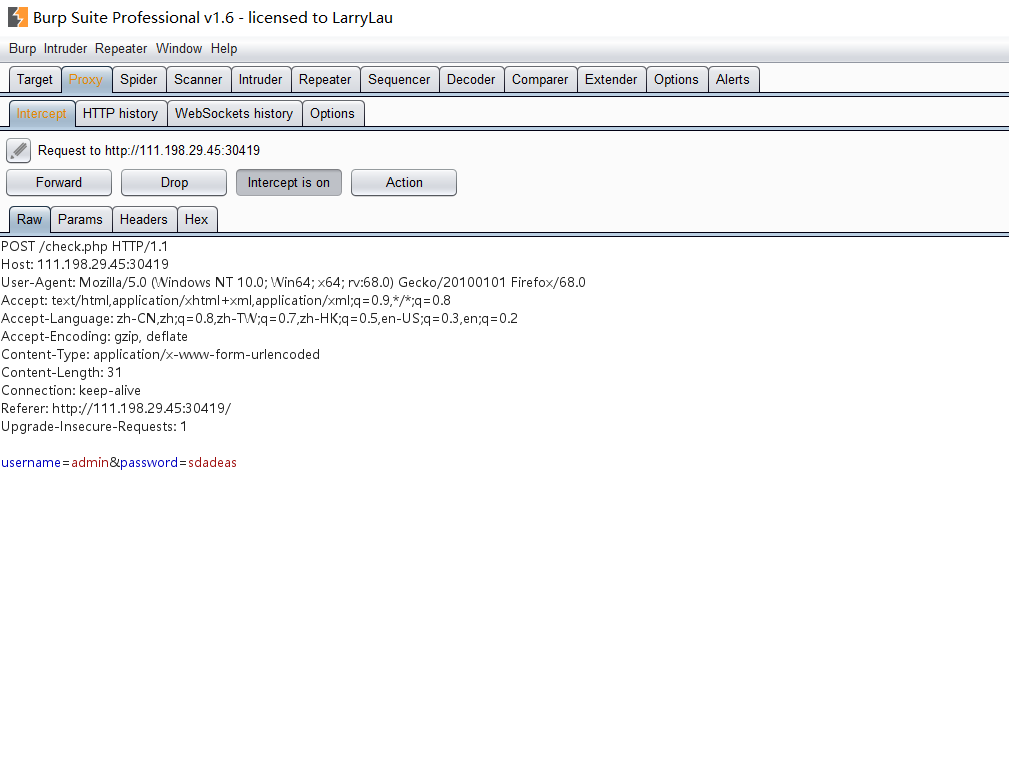 Burp Suite Professional v1.6 - licensed to LarryLau
Burp Intruder Repeater Window Help
Target Proxy Spider Scanner Intruder Repeater Sequencer Decoder Comparer Extender Options Alerts
Intercept HTTP history WebSockets history Options
Request to http://111.198.29.45:30419
Forward Drop Intercept is on Action
Raw Params Headers Hex
POST /check.php HTTP/1.1
Host: 111.198.29.45:30419
User-Agent: Mozilla/5.0 (Windows NT 10.0; Win64; x64; rv:68.0) Gecko/20100101 Firefox/68.0
Accept: text/html,application/xhtml+xml,application/xml;q=0.9,*/*;q=0.8
Accept-Language: zh-CN,zh;q=0.8,zh-TW;q=0.7,zh-HK;q=0.5,en-US;q=0.3,en;q=0.2
Accept-Encoding: gzip, deflate
Content-Type: application/x-www-form-urlencoded
Content-Length: 31
Connection: keep-alive
Referer: http://111.198.29.45:30419/
Upgrade-Insecure-Requests: 1
username=admin&password=sdadeas